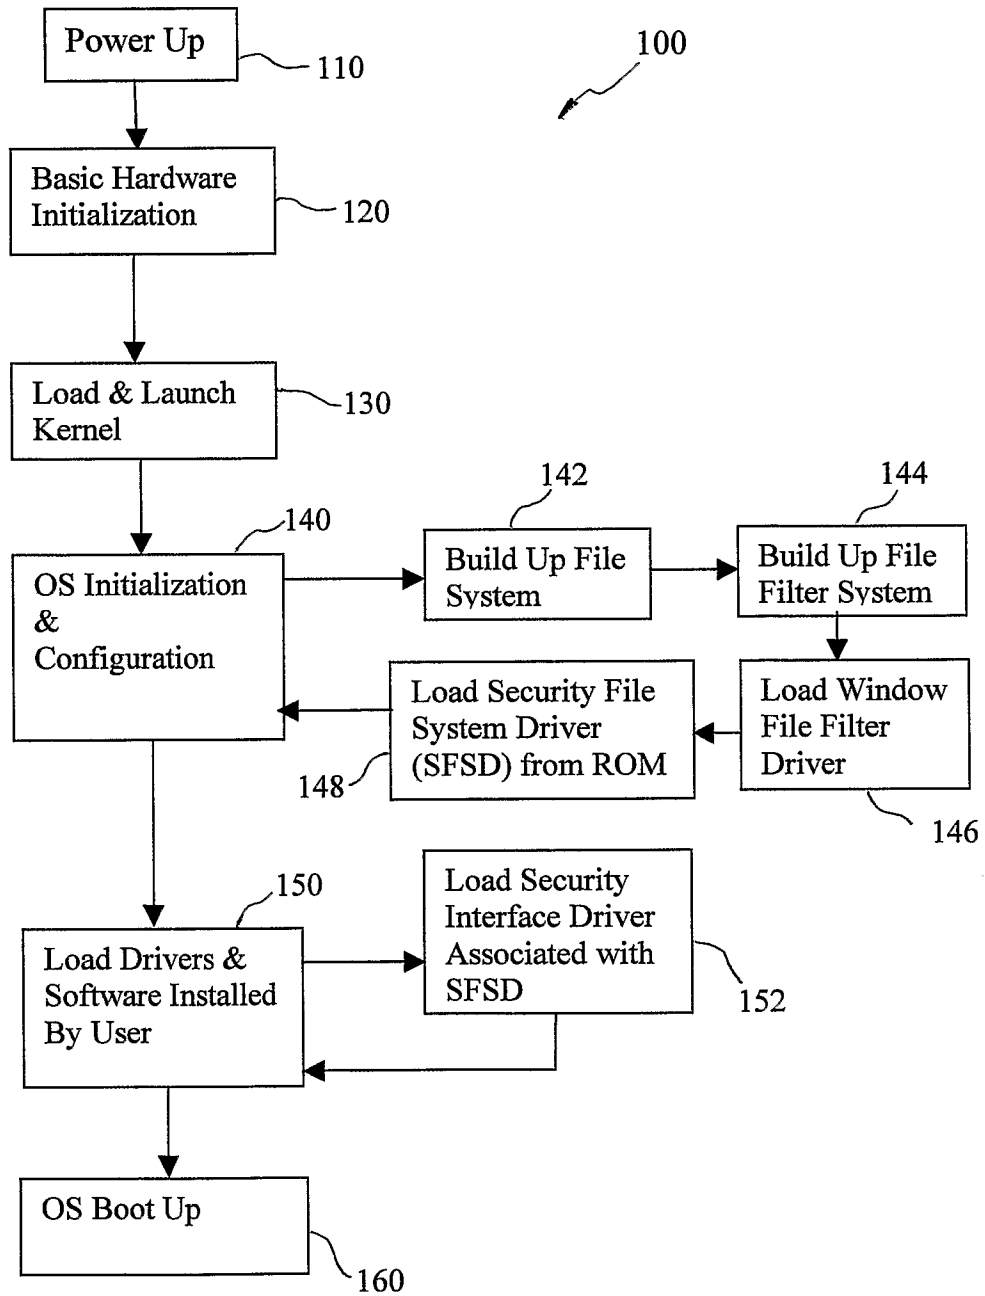 Power Up
110
100
Basic Hardware
Initialization
120
Load & Launch
Kernel
130
140
OS Initialization
&
Configuration
142
Build Up File
System
144
Build Up File
Filter System
Load Window
File Filter
Driver
146
Load Security File
System Driver
(SFSD) from ROM
148
150
Load Drivers &
Software Installed
By User
Load Security
Interface Driver
Associated with
SFSD
152
OS Boot Up
160